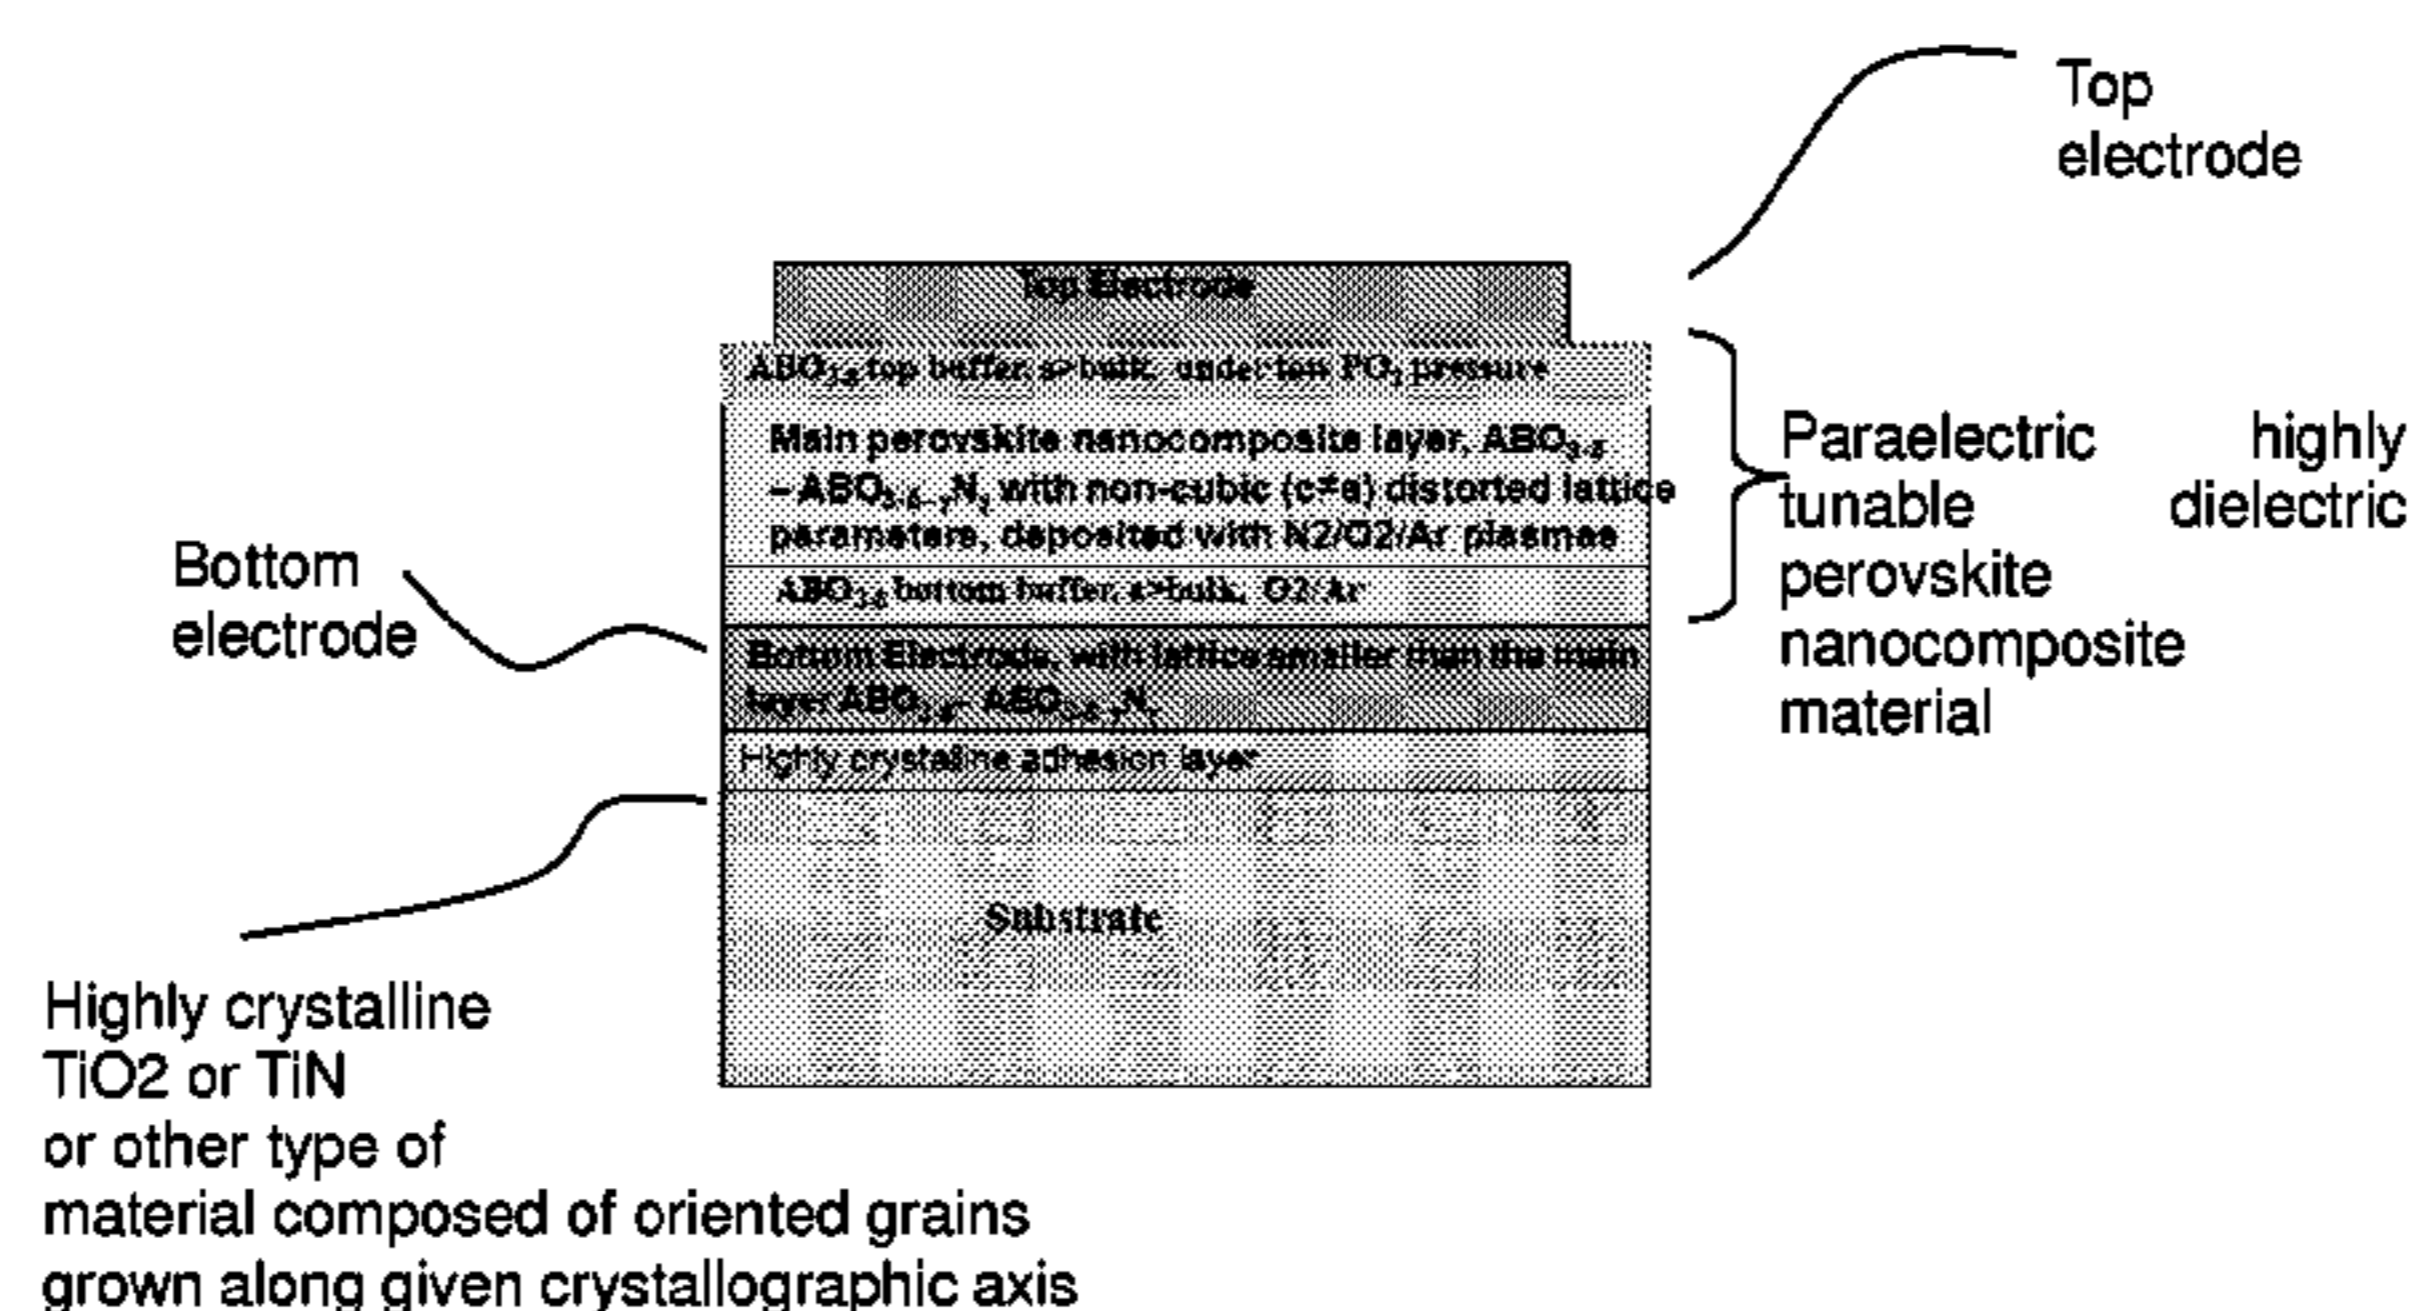 Top
electrode
Top Electrode
ABO₃₋δ top buffer, a>bulk, under low PO₂ pressure
Main perovskite nanocomposite layer, ABO₃₋δ
– ABO₃₋δ₋γNγ with non-cubic (c≠a) distorted lattice
parameters, deposited with N2/O2/Ar plasmas
ABO₃₋δ bottom buffer, a>bulk, O2/Ar
Bottom Electrode, with lattice smaller than the main
layer ABO₃₋δ– ABO₃₋δ₋γNγ
Highly crystalline adhesion layer
Substrate
Paraelectric highly
tunable dielectric
perovskite
nanocomposite
material
Bottom
electrode
Highly crystalline
TiO2 or TiN
or other type of
material composed of oriented grains
grown along given crystallographic axis